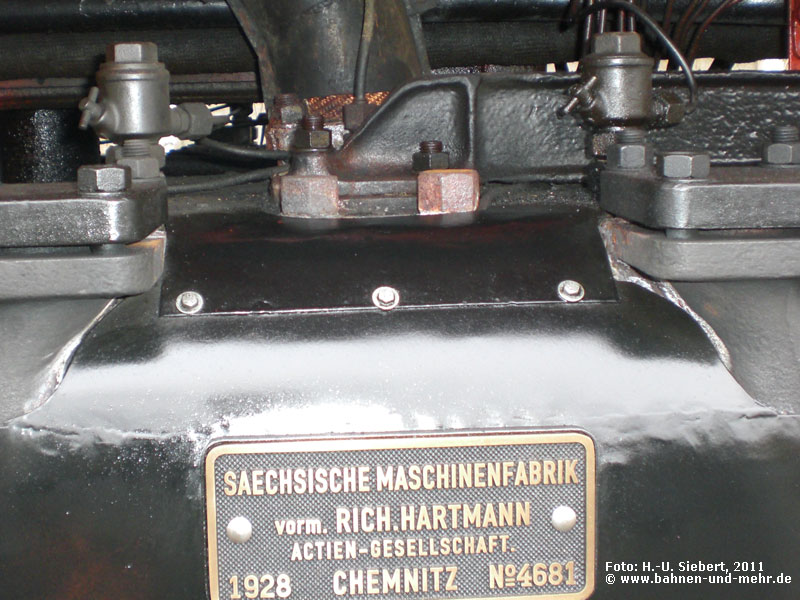 SAECHSISCHE MASCHINENFABRIK
vorm. RICH.HARTMANN
ACTIEN-GESELLSCHAFT.
1928 CHEMNITZ Nº4681
Foto: H.-U. Siebert, 2011
© www.bahnen-und-mehr.de